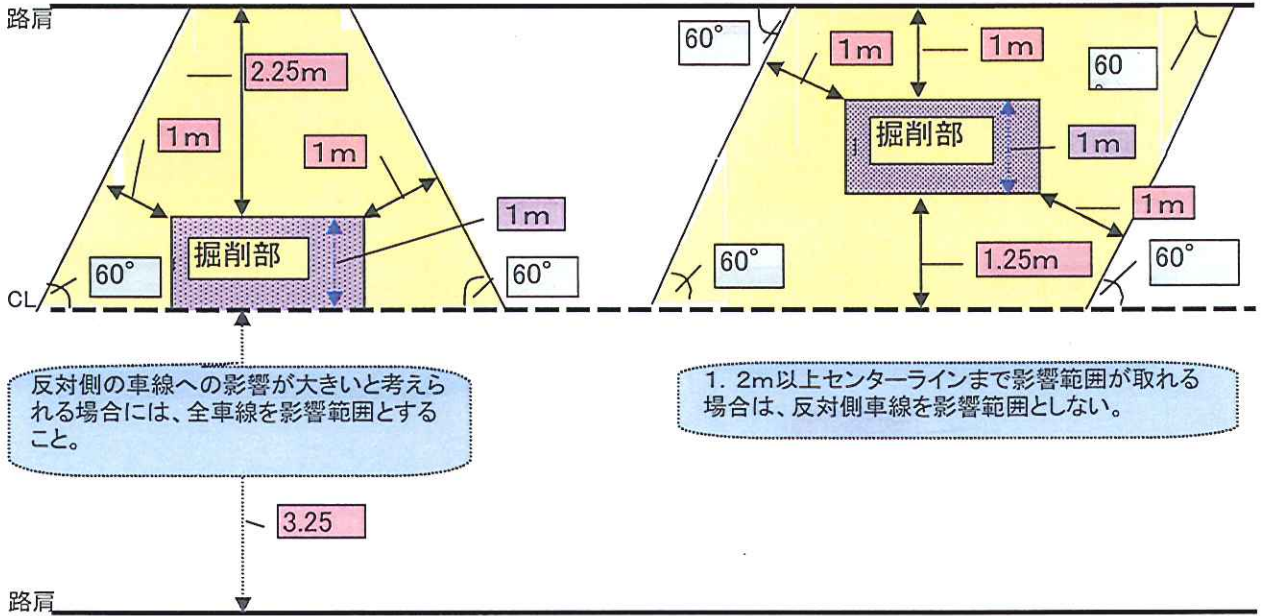 路肩
2.25m
1m
1m
1m
掘削部
60°
60°
CL
60°
1m
1m
60°
掘削部
1m
1m
1.25m
60°
60°
反対側の車線への影響が大きいと考えら
れる場合には、全車線を影響範囲とする
こと。
1. 2m以上センターラインまで影響範囲が取れる
場合は、反対側車線を影響範囲としない。
3.25
路肩